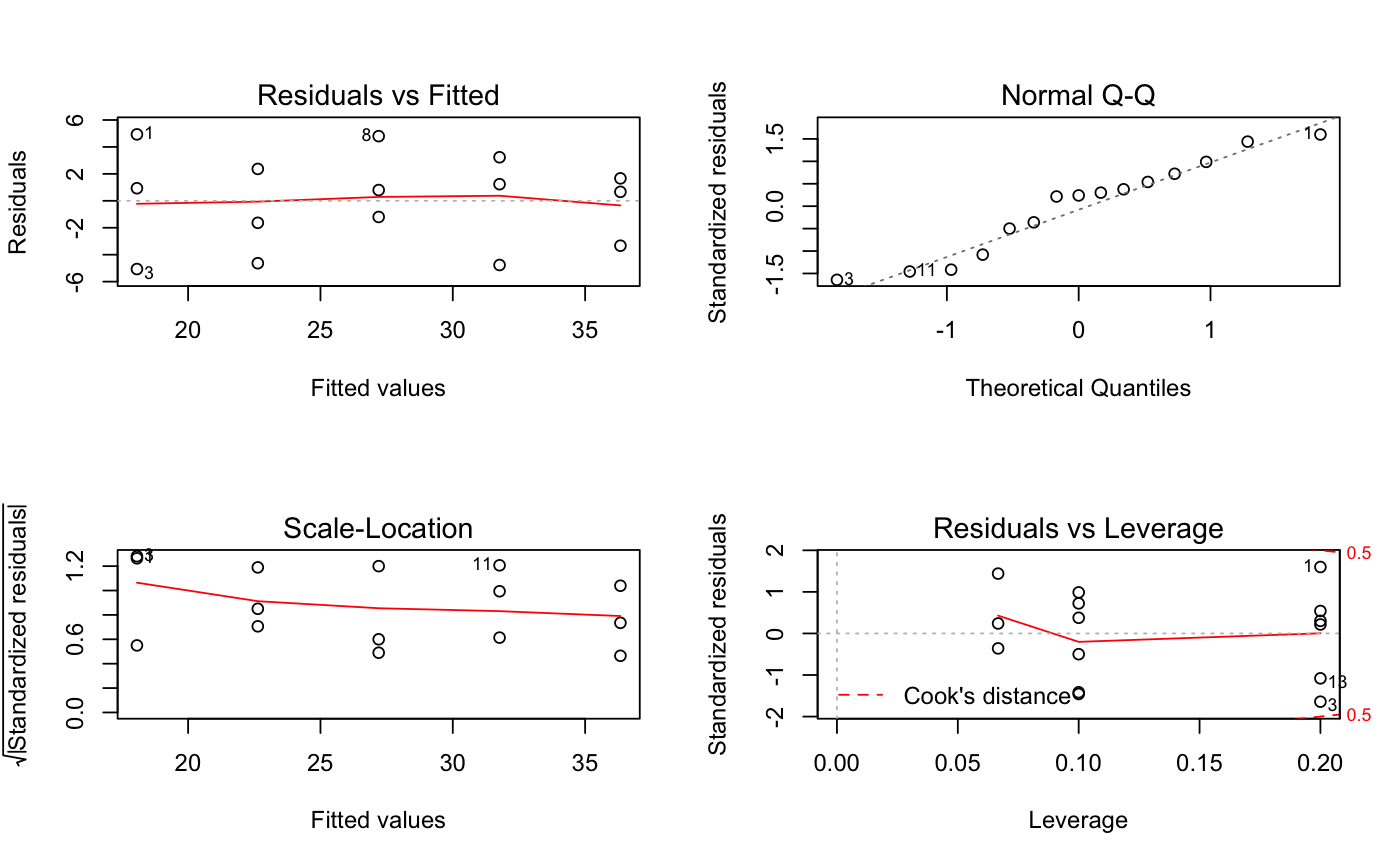 Residuals vs Fitted
Residuals
6
2
-2
-6
1
8
3
20 25 30 35
Fitted values
Normal Q-Q
Standardized residuals
1.5
0.0
-1.5
1
11
3
-1 0 1
Theoretical Quantiles
Scale-Location
√|Standardized residuals|
1.2
0.6
0.0
3
1
11
20 25 30 35
Fitted values
Residuals vs Leverage
Standardized residuals
2
1
0
-1
-2
0.5
1
13
3
Cook's distance
0.5
0.00 0.05 0.10 0.15 0.20
Leverage